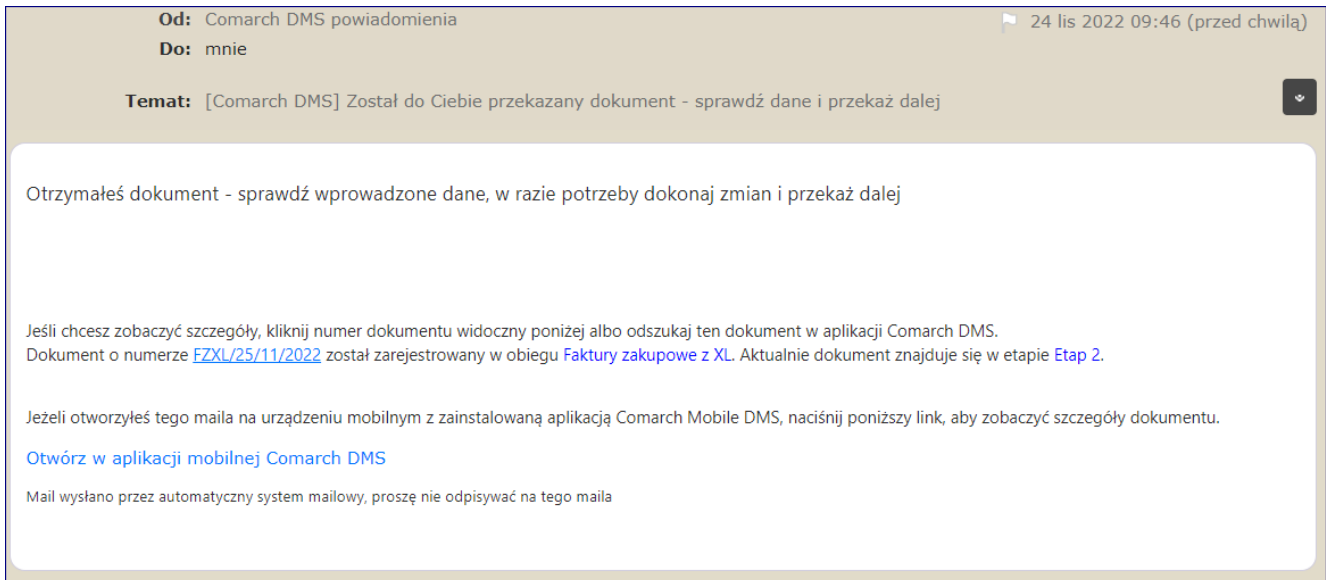 Od: Comarch DMS powiadomienia 24 lis 2022 09:46 (przed chwilą)
Do: mnie
Temat: [Comarch DMS] Został do Ciebie przekazany dokument - sprawdź dane i przekaż dalej
Otrzymałeś dokument - sprawdź wprowadzone dane, w razie potrzeby dokonaj zmian i przekaż dalej
Jeśli chcesz zobaczyć szczegóły, kliknij numer dokumentu widoczny poniżej albo odszukaj ten dokument w aplikacji Comarch DMS.
Dokument o numerze FZXL/25/11/2022 został zarejestrowany w obiegu Faktury zakupowe z XL. Aktualnie dokument znajduje się w etapie Etap 2.
Jeżeli otworzyłeś tego maila na urządzeniu mobilnym z zainstalowaną aplikacją Comarch Mobile DMS, naciśnij poniższy link, aby zobaczyć szczegóły dokumentu.
Otwórz w aplikacji mobilnej Comarch DMS
Mail wysłano przez automatyczny system mailowy, proszę nie odpisywać na tego maila